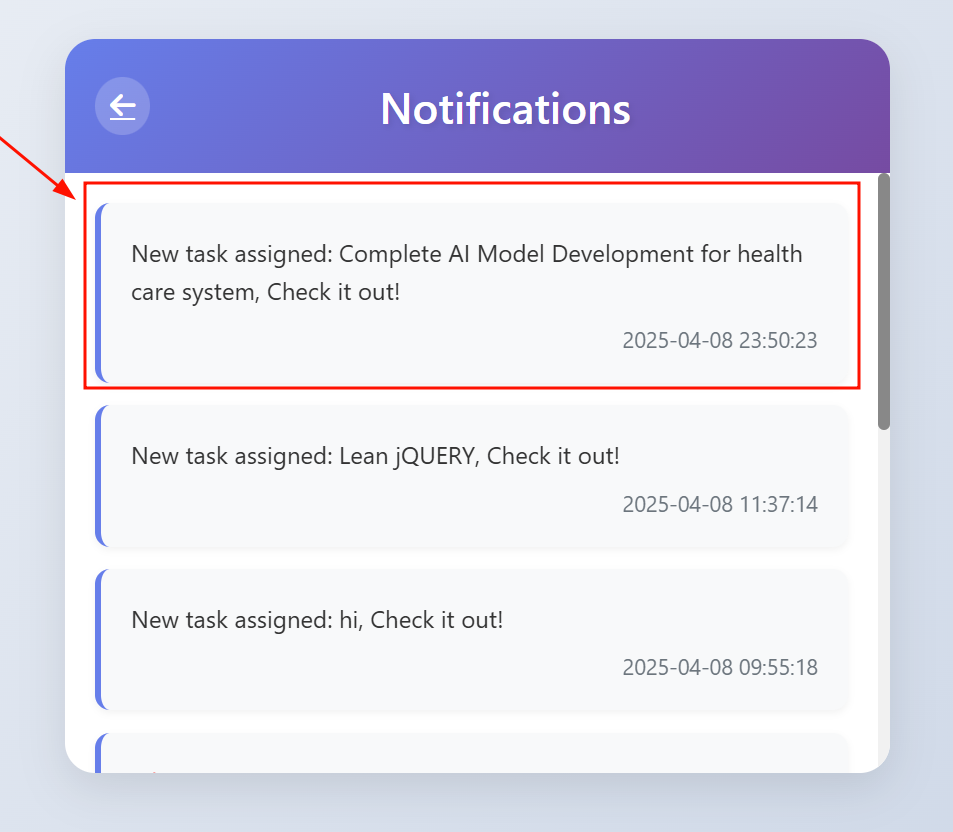 Notifications
New task assigned: Complete AI Model Development for health
care system, Check it out!
2025-04-08 23:50:23
New task assigned: Lean jQUERY, Check it out!
2025-04-08 11:37:14
New task assigned: hi, Check it out!
2025-04-08 09:55:18